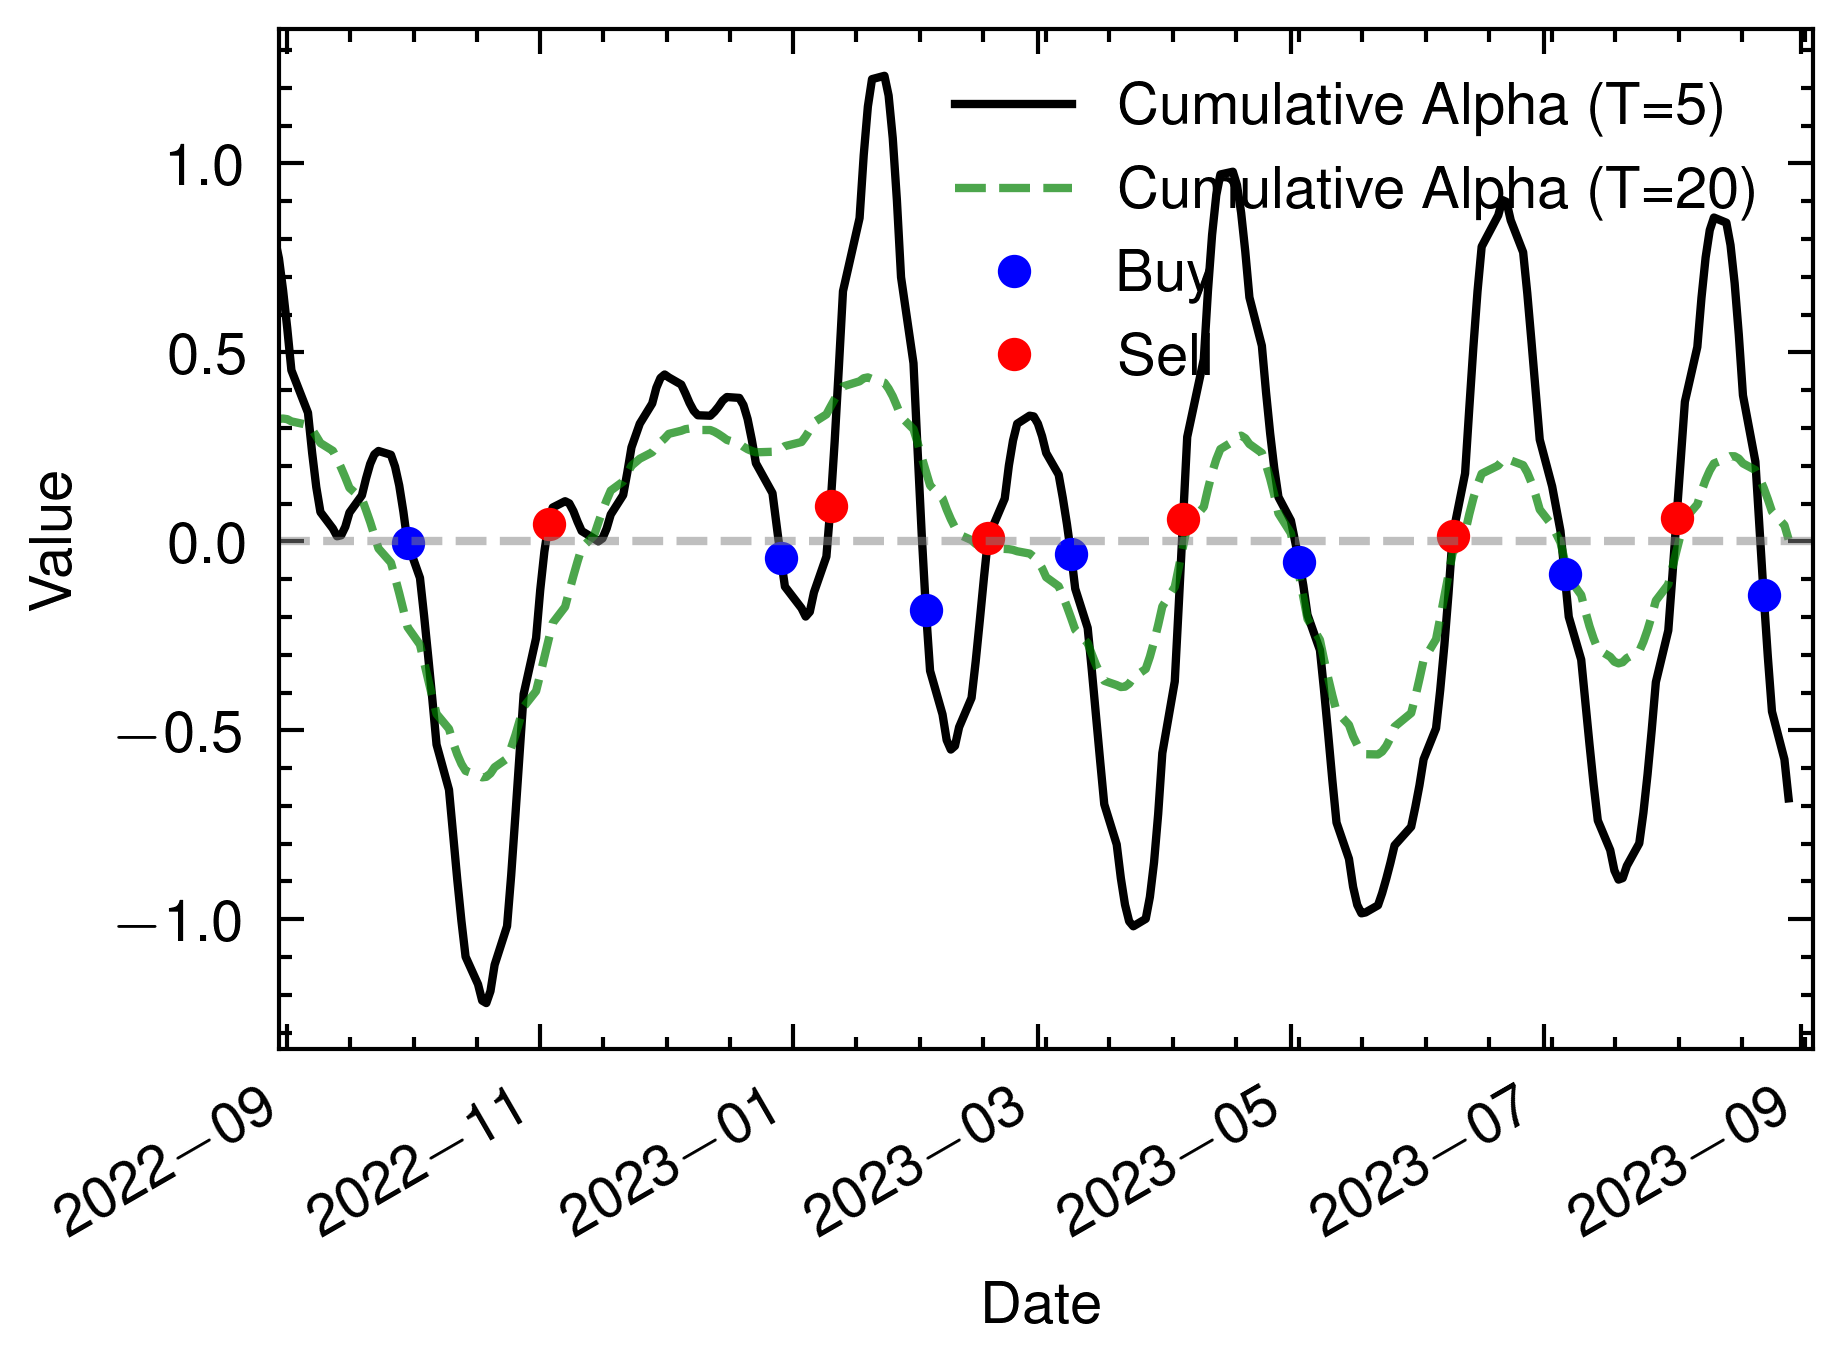 Cumulative Alpha (T=5)
Cumulative Alpha (T=20)
Buy
Sell
1.0
0.5
0.0
−0.5
−1.0
Value
2022−09
2022−11
2023−01
2023−03
2023−05
2023−07
2023−09
Date